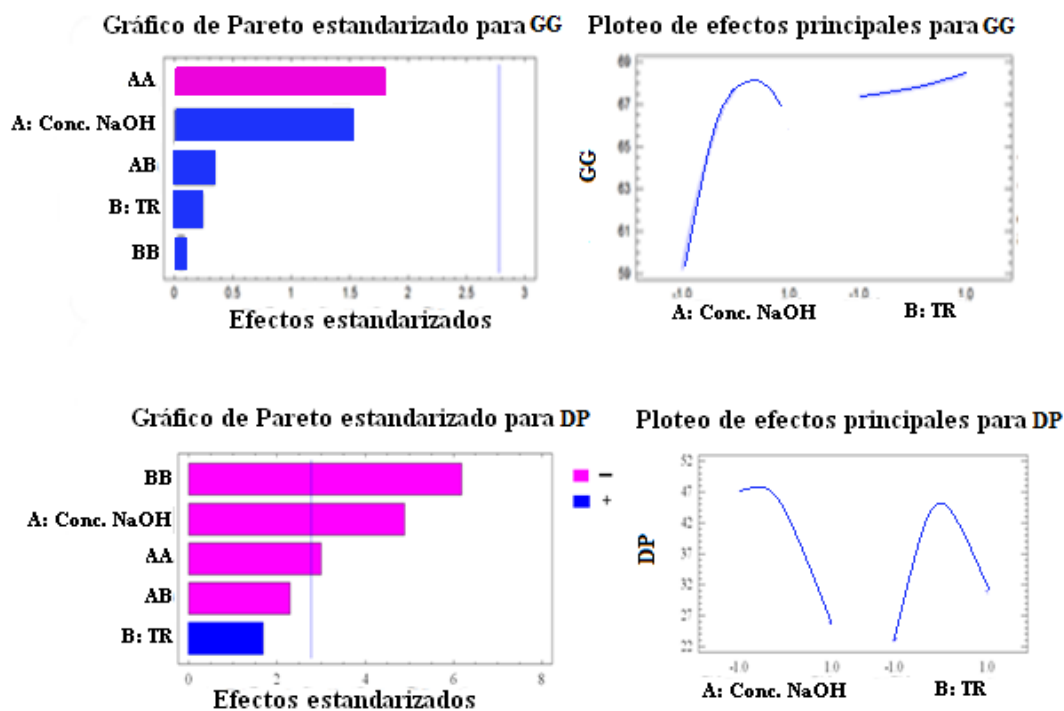 Gráfico de Pareto estandarizado para GG
AA
A: Conc. NaOH
AB
B: TR
BB
0 0.5 1 1.5 2 2.5 3
Efectos estandarizados
Ploteo de efectos principales para GG
GG
69
67
65
63
61
59
-1.0 1.0 -1.0 1.0
A: Conc. NaOH B: TR
Gráfico de Pareto estandarizado para DP
BB
A: Conc. NaOH
AA
AB
B: TR
0 2 4 6 8
Efectos estandarizados
−
+
Ploteo de efectos principales para DP
DP
52
47
42
37
32
27
22
-1.0 1.0 -1.0 1.0
A: Conc. NaOH B: TR